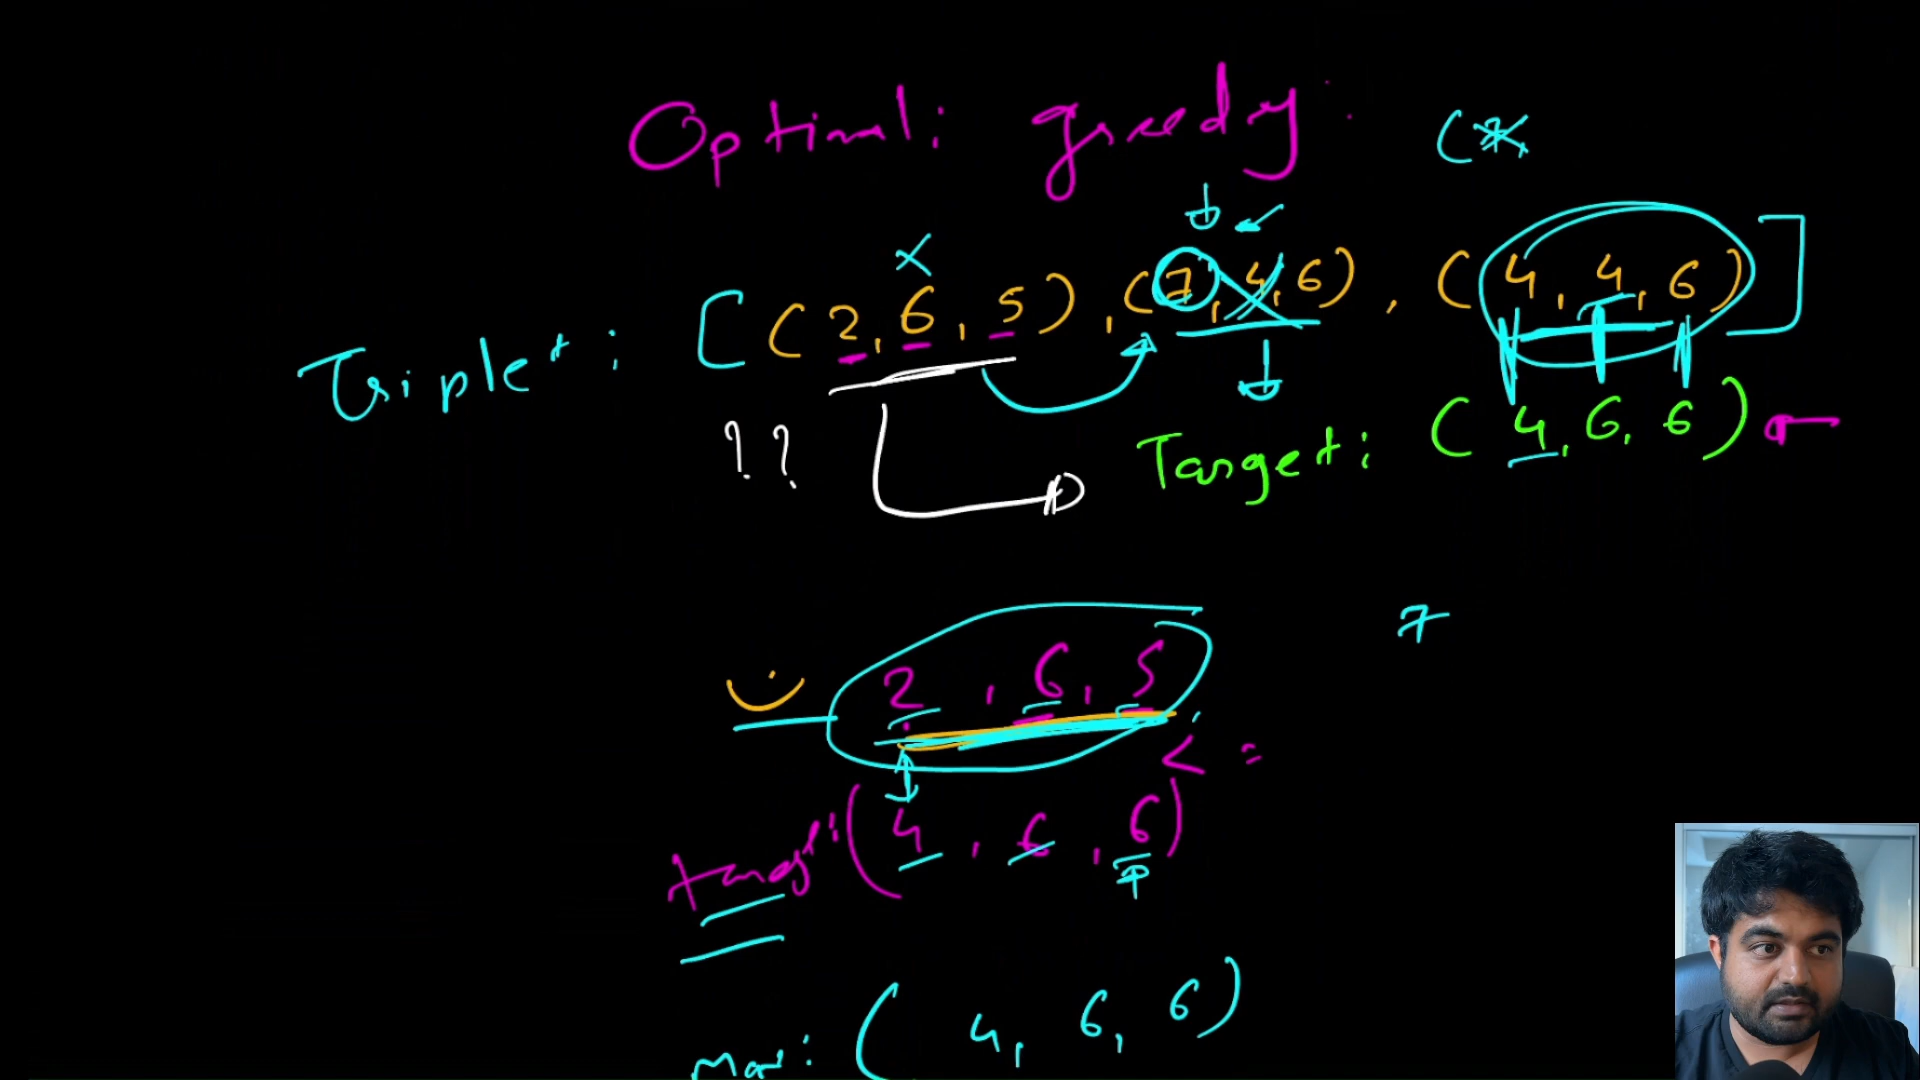 Optimal: greedy:
(7,
Triplet: [(2, 6, 5), (7, 4, 6), (4, 4, 6)]
??
Target: (4, 6, 6)
7
2, 6, 5
< =
target: (4, 6, 6)
Max: (4, 6, 6)